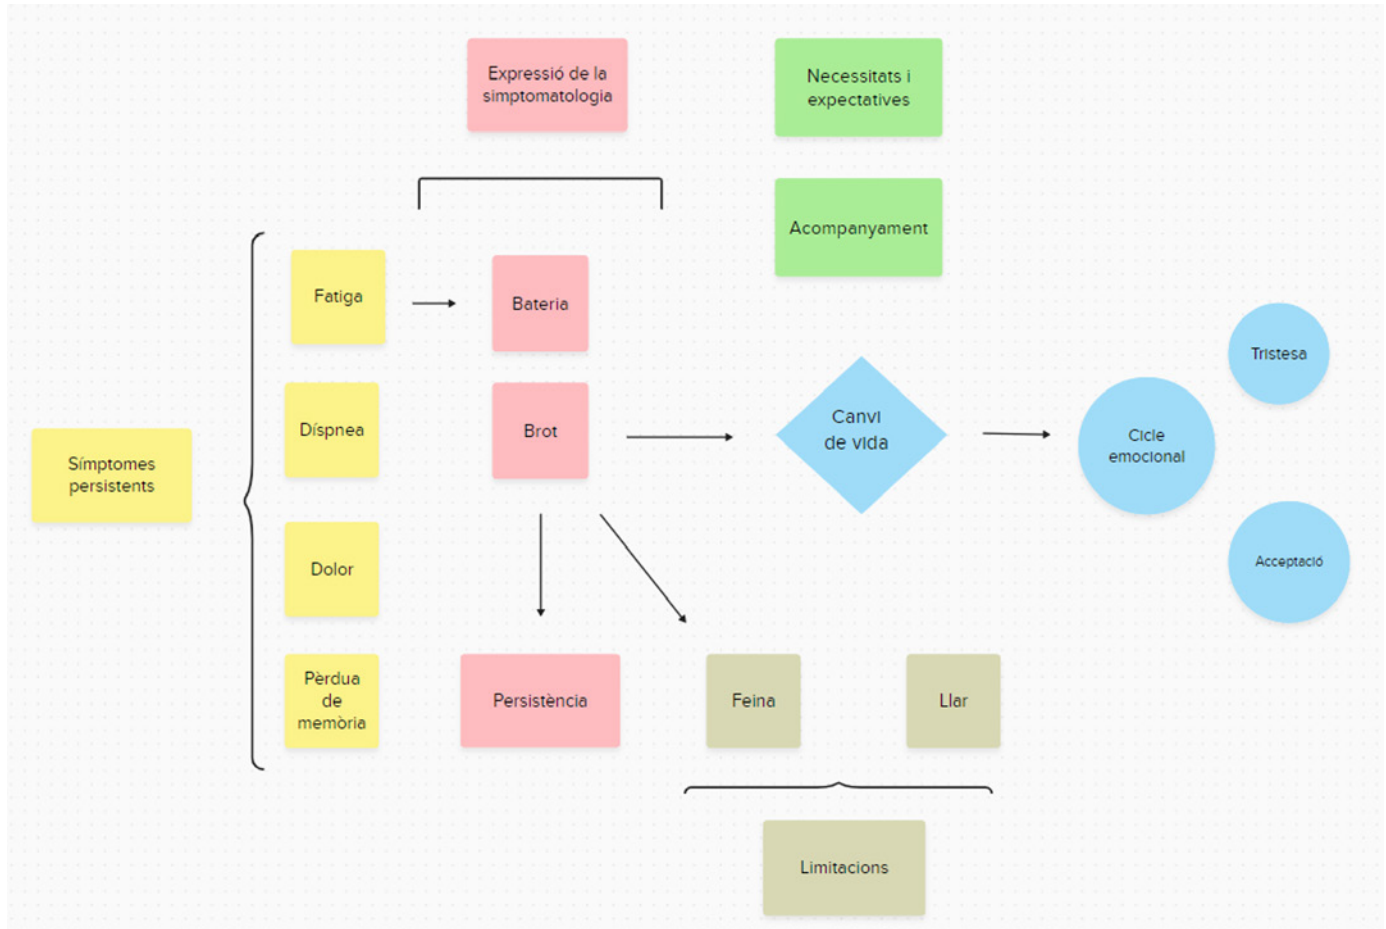 Expressió de la
simptomatologia
Necessitats i
expectatives
Acompanyament
Fatiga
Bateria
Tristesa
Díspnea
Brot
Canvi
de vida
Cicle
emocional
Símptomes
persistents
Dolor
Acceptació
Pèrdua
de
memòria
Persistència
Feina
Llar
Limitacions